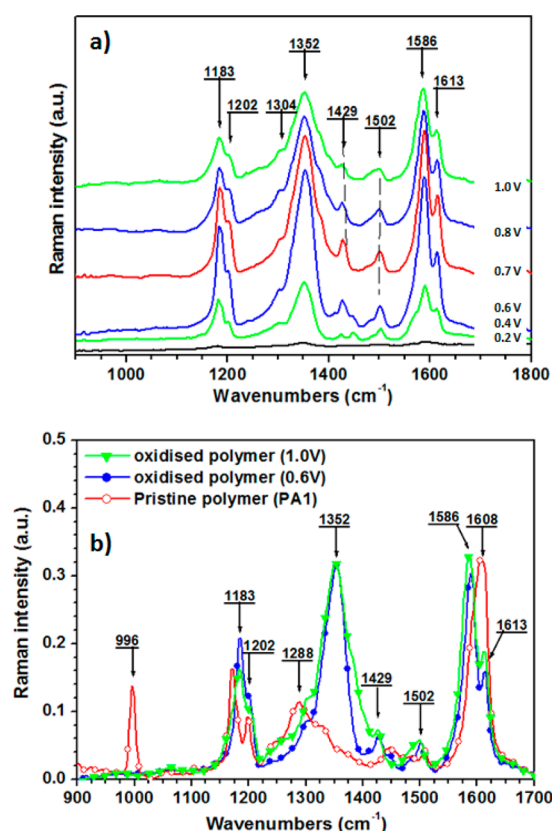 a)
1352
1586
1183
1613
1202
1304
1429
1502
1.0 V
0.8 V
0.7 V
0.6 V
0.4 V
0.2 V
Raman intensity (a.u.)
1000 1100 1200 1300 1400 1500 1600 1700 1800
Wavenumbers (cm-1)
b)
oxidised polymer (1.0V)
oxidised polymer (0.6V)
Pristine polymer (PA1)
1352
1586 1608
1183
1202
1288
996
1429
1502
1613
0.5
0.4
0.3
0.2
0.1
0.0
Raman intensity (a.u.)
900 1000 1100 1200 1300 1400 1500 1600 1700
Wavenumbers (cm-1)